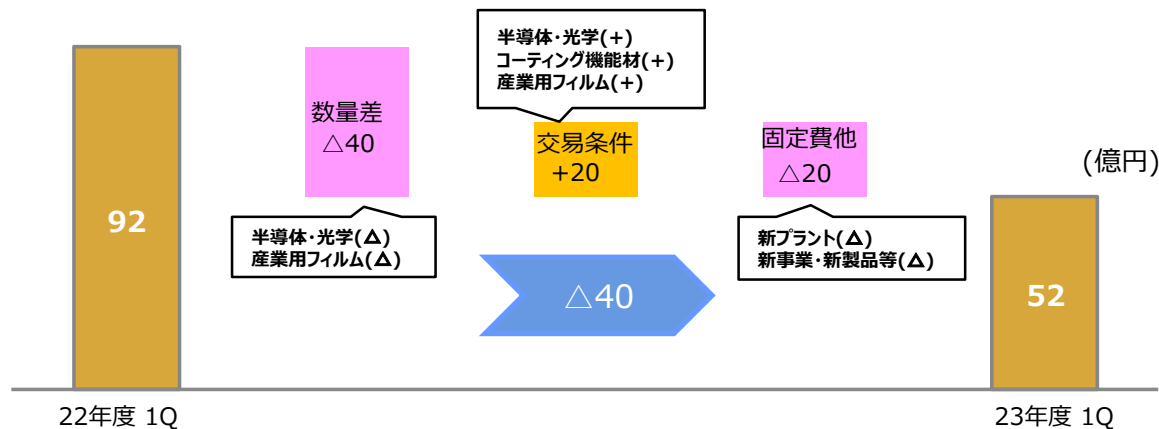 半導体・光学(+)
コーティング機能材(+)
産業用フィルム(+)
数量差
△40
交易条件
+20
固定費他
△20
(億円)
92
半導体・光学(△)
産業用フィルム(△)
新プラント(△)
新事業・新製品等(△)
△40
52
22年度 1Q
23年度 1Q